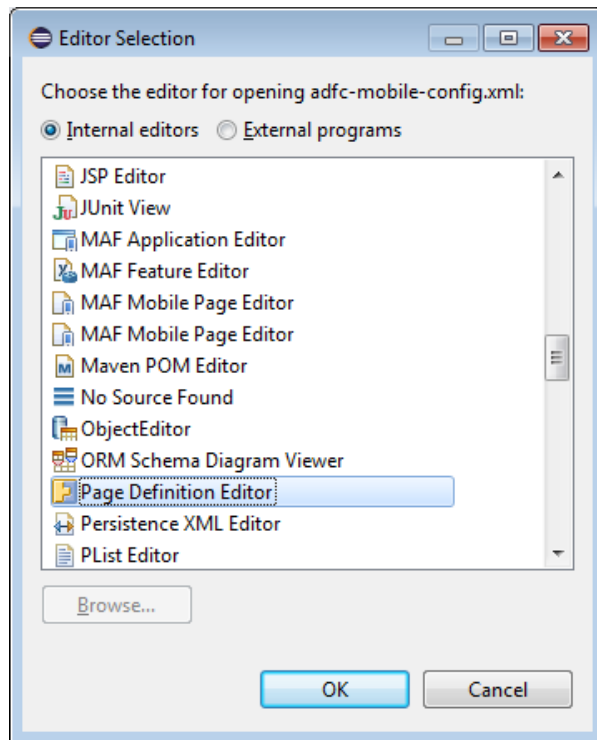 Editor Selection
Choose the editor for opening adfc-mobile-config.xml:
Internal editors External programs
JSP Editor
JUnit View
MAF Application Editor
MAF Feature Editor
MAF Mobile Page Editor
MAF Mobile Page Editor
Maven POM Editor
No Source Found
ObjectEditor
ORM Schema Diagram Viewer
Page Definition Editor
Persistence XML Editor
PList Editor
Browse...
OK Cancel